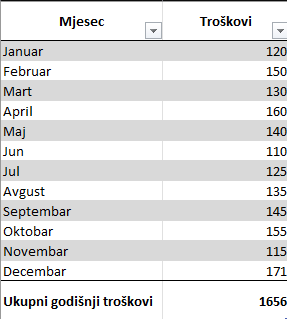 Mjesec Troškovi
Januar 120
Februar 150
Mart 130
April 160
Maj 140
Jun 110
Jul 125
Avgust 135
Septembar 145
Oktobar 155
Novembar 115
Decembar 171
Ukupni godišnji troškovi 1656